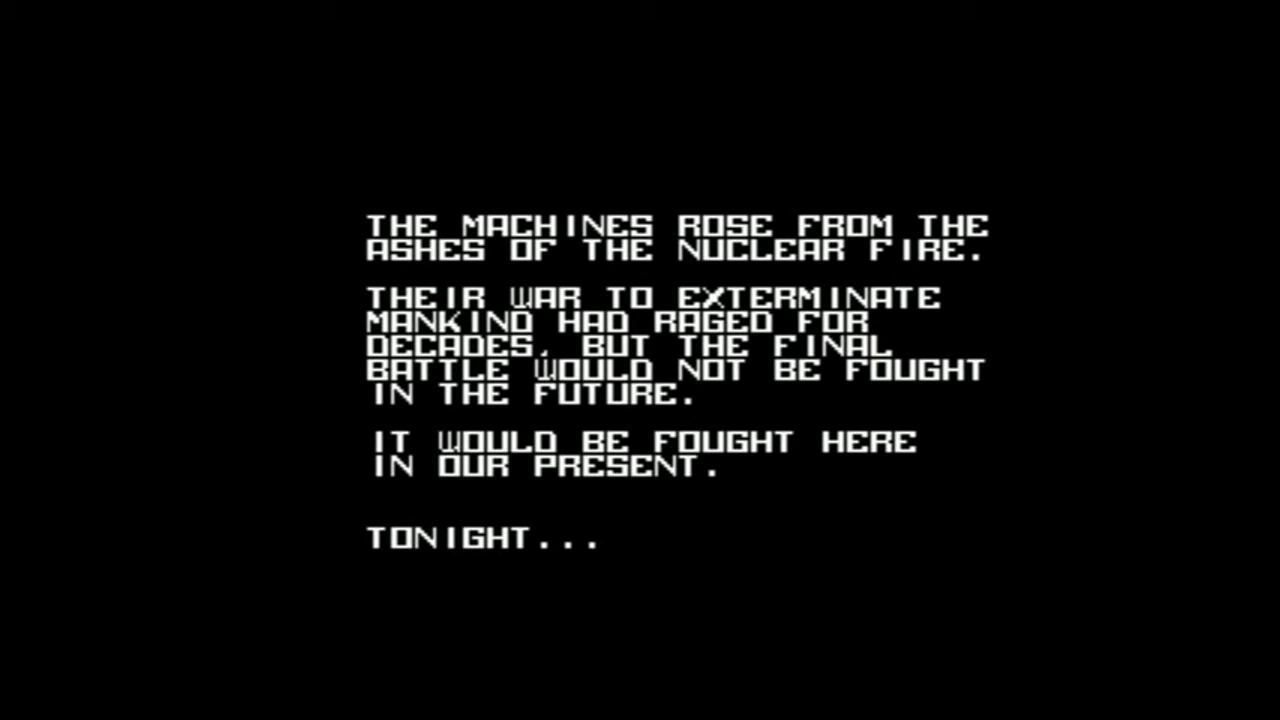 THE MACHINES ROSE FROM THE
ASHES OF THE NUCLEAR FIRE.
THEIR WAR TO EXTERMINATE
MANKIND HAD RAGED FOR
DECADES, BUT THE FINAL
BATTLE WOULD NOT BE FOUGHT
IN THE FUTURE.
IT WOULD BE FOUGHT HERE
IN OUR PRESENT.
TONIGHT...